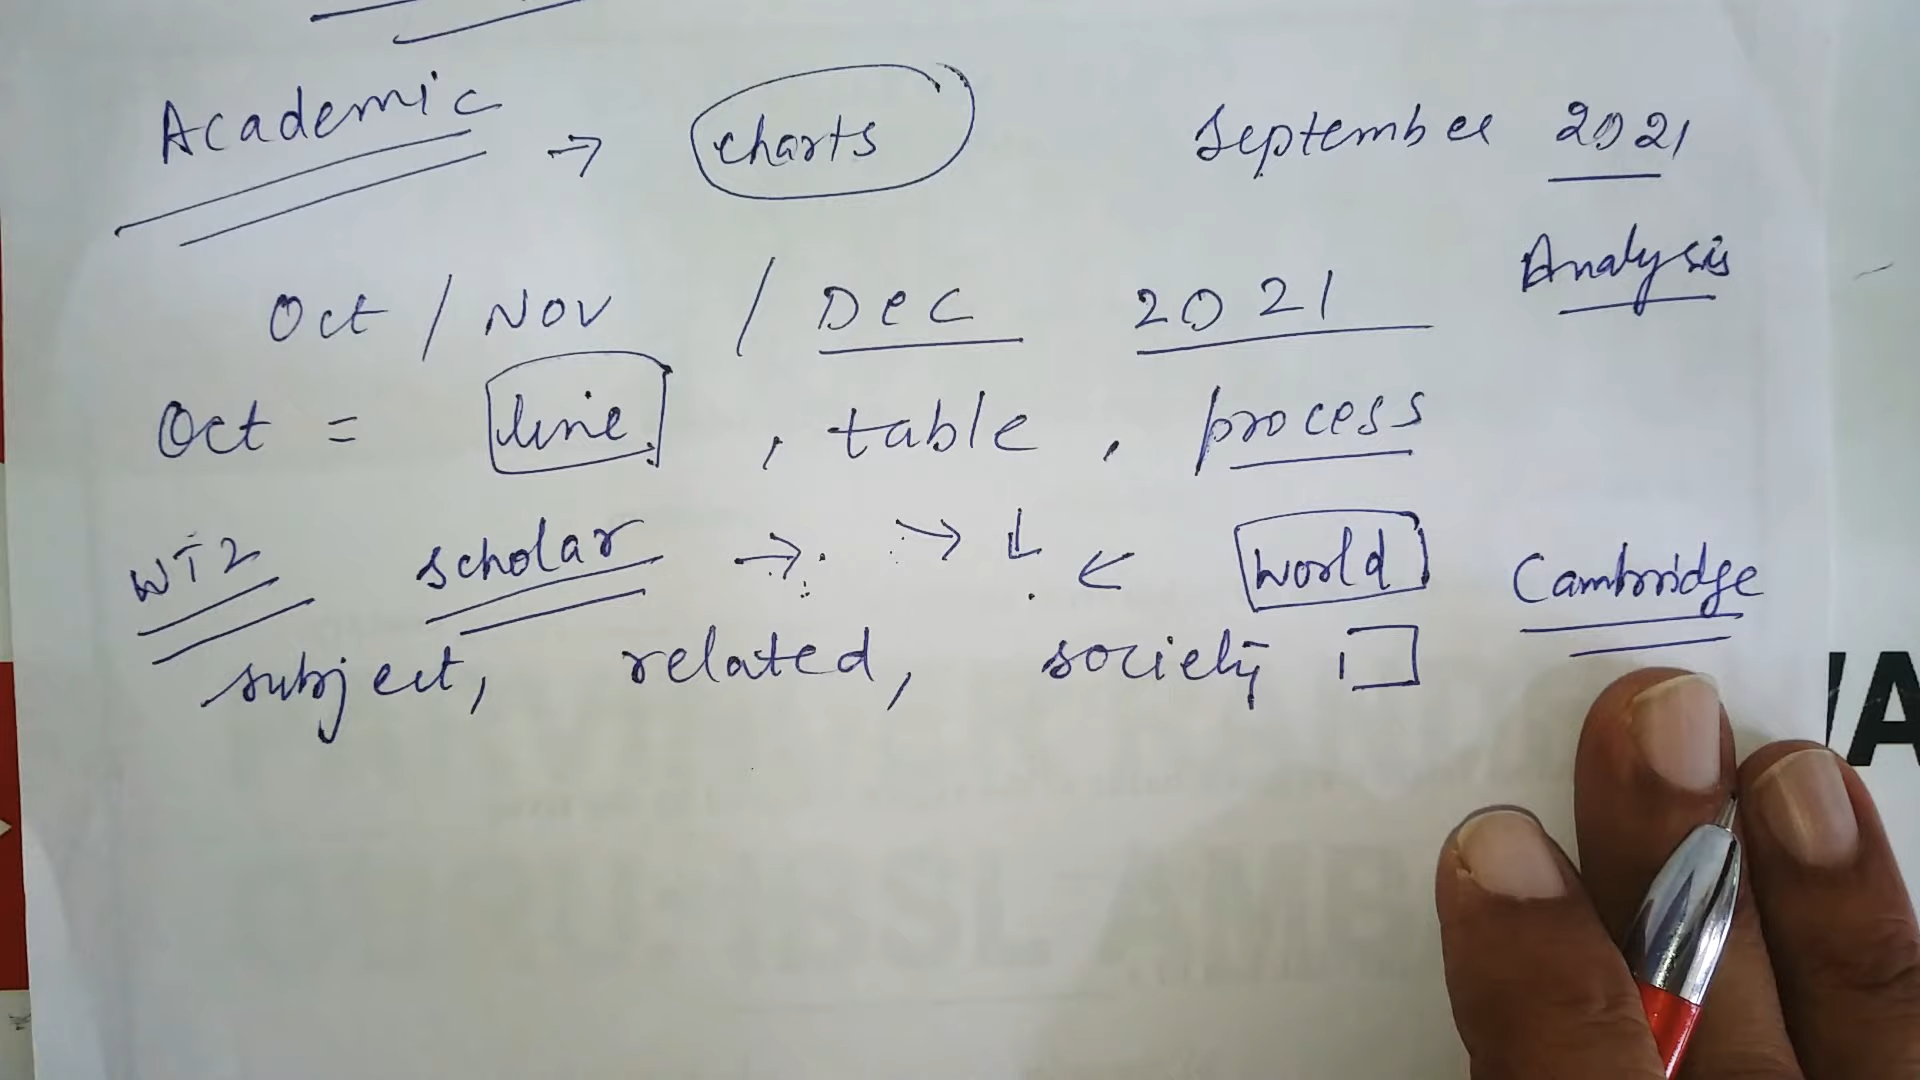 Academic → charts September 2021
Analysis
Oct / Nov / Dec 2021
Oct = line, table, process
WT2 scholar → → ↓ ← World Cambridge
subject, related, society